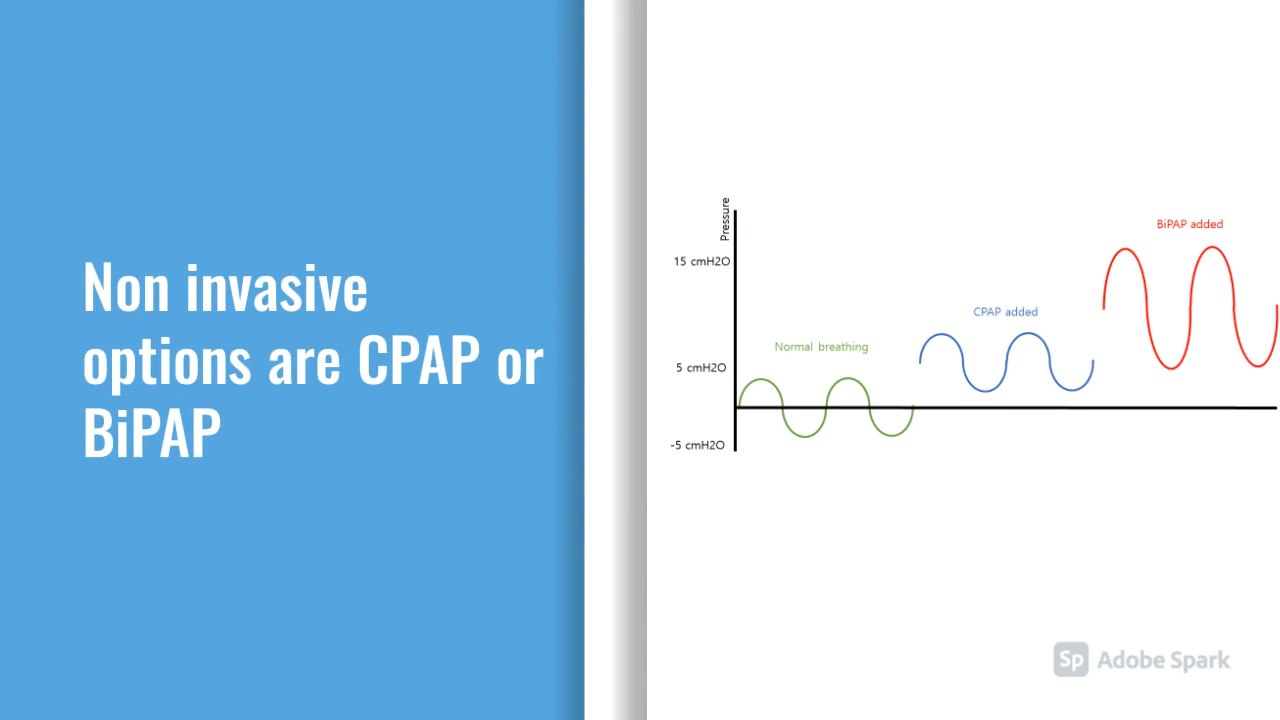 Non invasive
options are CPAP or
BiPAP
Pressure
15 cmH2O
5 cmH2O
-5 cmH2O
Normal breathing
CPAP added
BiPAP added
Sp Adobe Spark